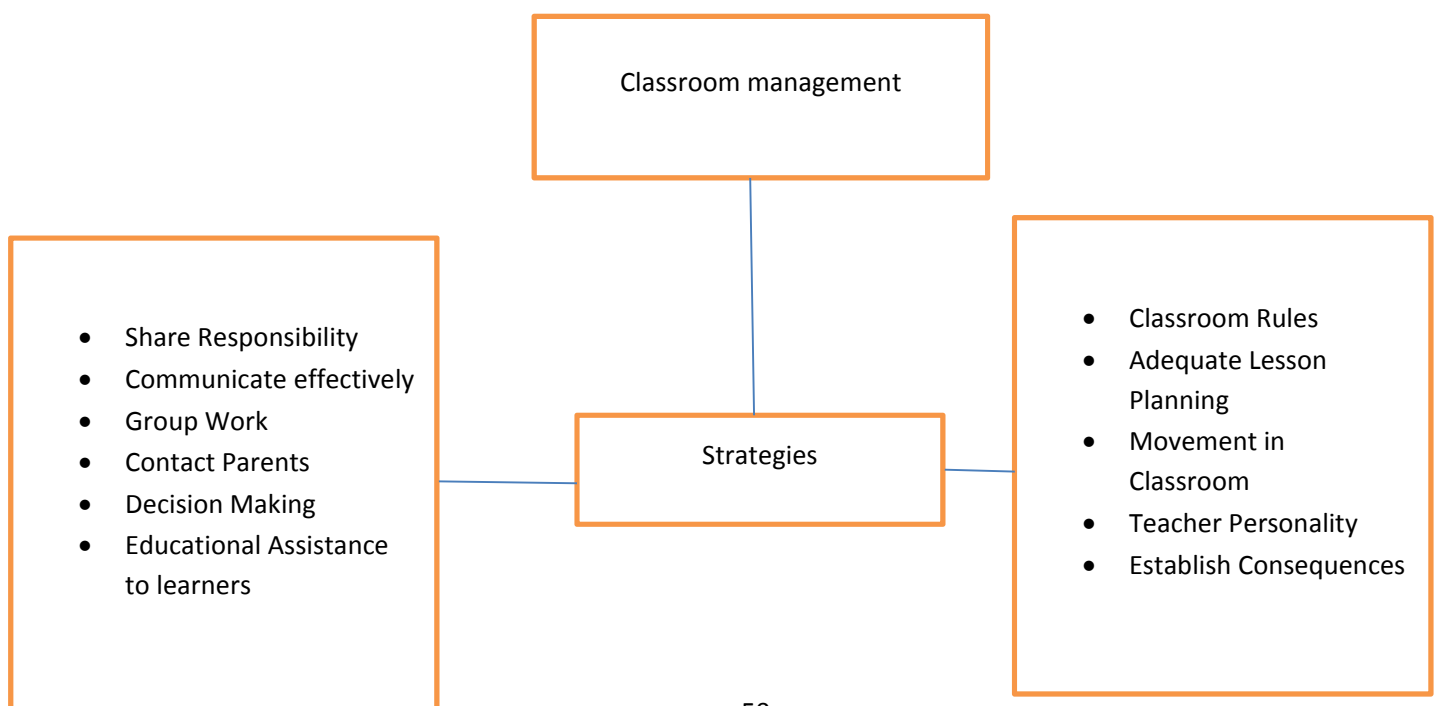 Classroom management
• Share Responsibility
• Communicate effectively
• Group Work
• Contact Parents
• Decision Making
• Educational Assistance
to learners
Strategies
• Classroom Rules
• Adequate Lesson
Planning
• Movement in
Classroom
• Teacher Personality
• Establish Consequences